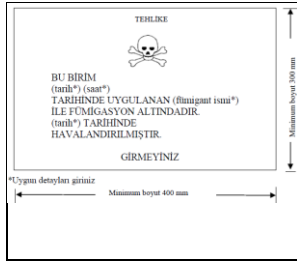 TEHLİKE
BU BİRİM
(tarih*) (saat*)
TARİHİNDE UYGULANAN (fümigant ismi*)
İLE FÜMİGASYON ALTINDADIR.
(tarih*) TARİHİNDE
HAVALANDIRILMIŞTIR.
GİRMEYİNİZ
Minimum boyut 300 mm
*Uygun detayları giriniz
Minimum boyut 400 mm